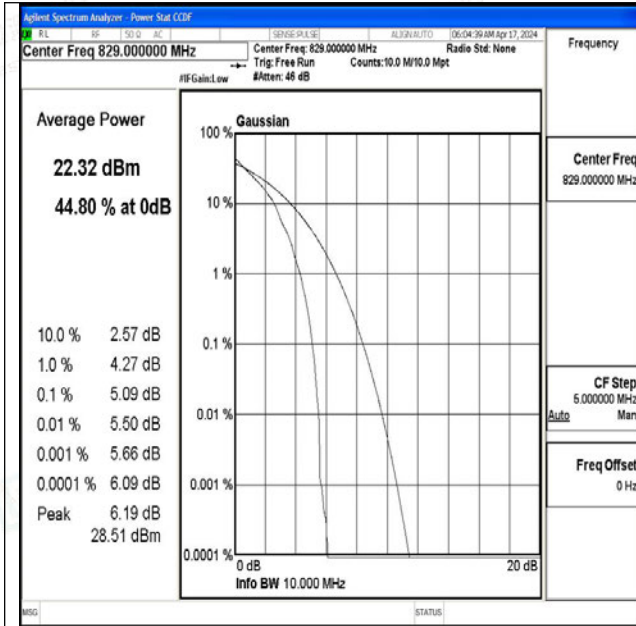 Agilent Spectrum Analyzer - Power Stat CCDF
RL RF 50 Ω AC SENSE:PULSE ALIGNAUTO 06:04:39 AM Apr 17, 2024
Center Freq 829.000000 MHz
Center Freq: 829.000000 MHz Radio Std: None
Trig: Free Run Counts:10.0 M/10.0 Mpt
#IFGain:Low #Atten: 46 dB
Frequency
Average Power
22.32 dBm
44.80 % at 0dB
10.0 % 2.57 dB
1.0 % 4.27 dB
0.1 % 5.09 dB
0.01 % 5.50 dB
0.001 % 5.66 dB
0.0001 % 6.09 dB
Peak 6.19 dB
28.51 dBm
Gaussian
100 %
10 %
1 %
0.1 %
0.01 %
0.001 %
0.0001 %
0 dB 20 dB
Info BW 10.000 MHz
Center Freq
829.000000 MHz
CF Step
5.000000 MHz
Auto Man
Freq Offset
0 Hz
MSG STATUS